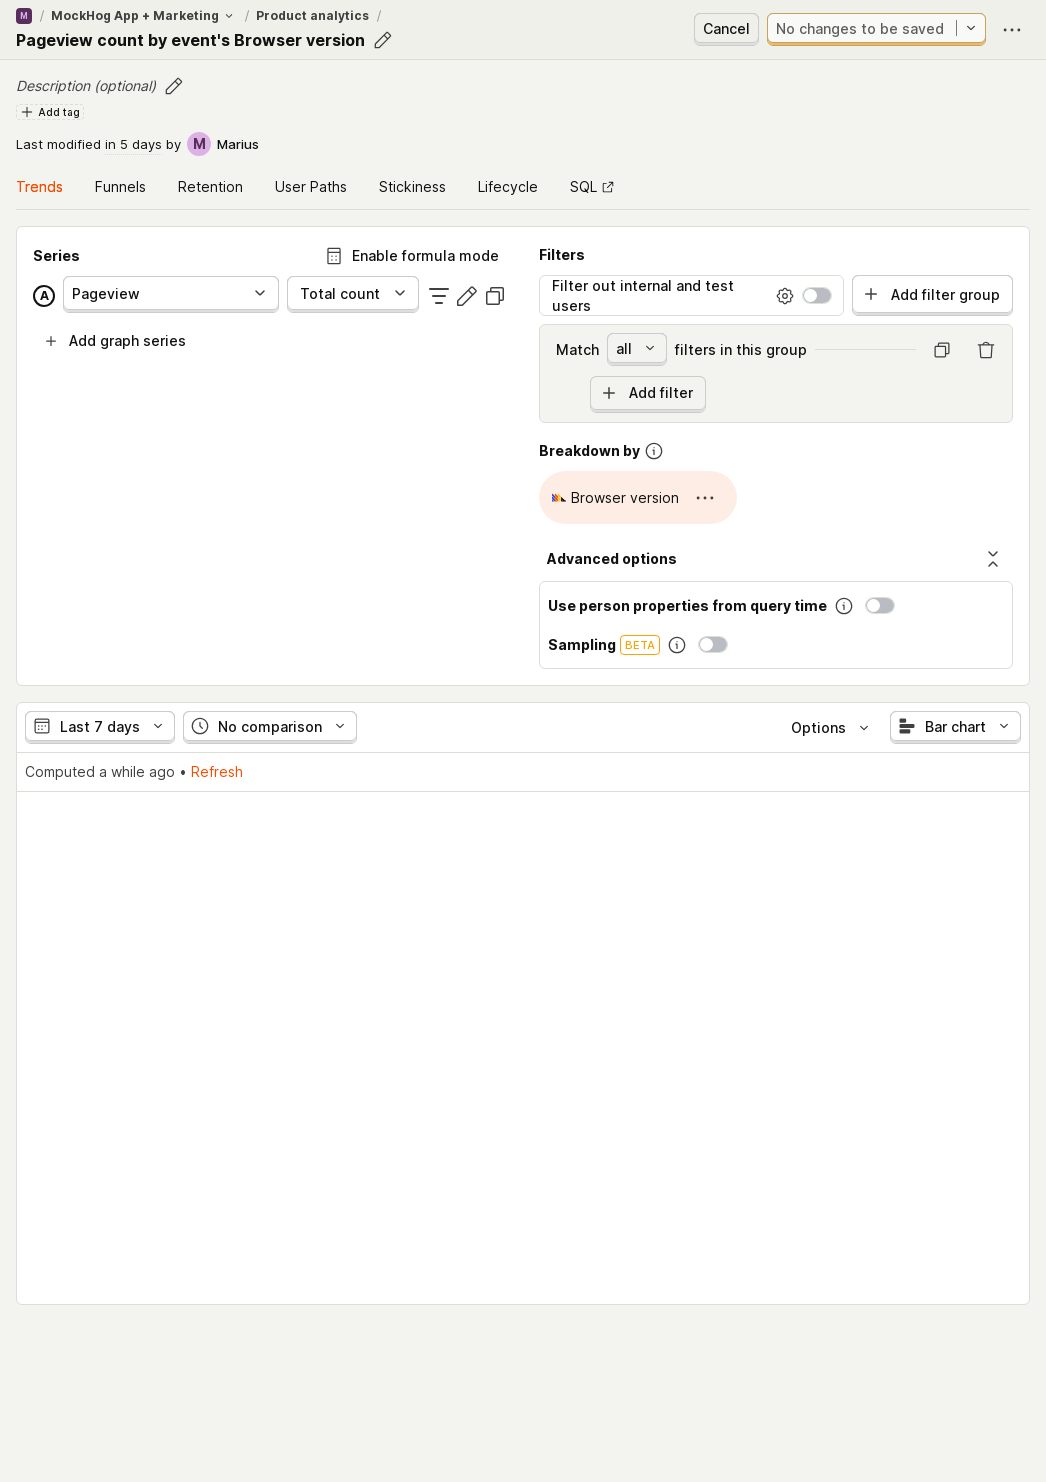 M / MockHog App + Marketing / Product analytics /
Pageview count by event's Browser version
Cancel
No changes to be saved
Description (optional)
Add tag
Last modified in 5 days by M Marius
Trends Funnels Retention User Paths Stickiness Lifecycle SQL
Series
Enable formula mode
A Pageview Total count
Add graph series
Filters
Filter out internal and test
users
Add filter group
Match all filters in this group
Add filter
Breakdown by
Browser version
Advanced options
Use person properties from query time
Sampling BETA
Last 7 days No comparison Options Bar chart
Computed a while ago • Refresh